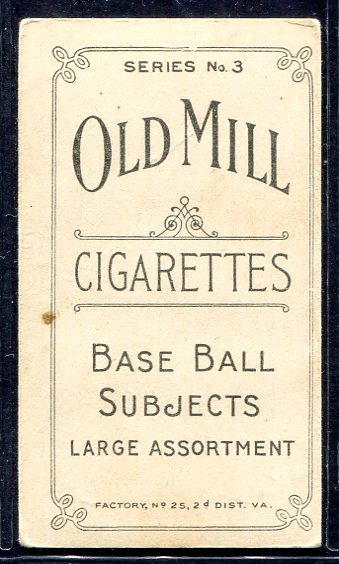 SERIES No. 3
OLD MILL
CIGARETTES
BASE BALL
SUBJECTS
LARGE ASSORTMENT
FACTORY, No 25, 2d DIST. VA.